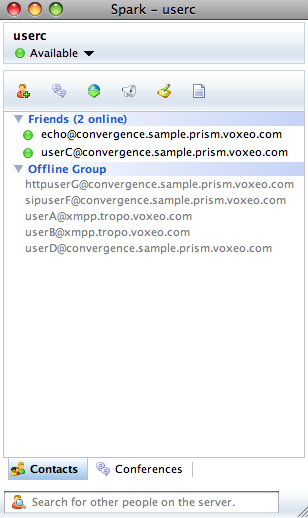 Spark - userc
userc
Available
Friends (2 online)
echo@convergence.sample.prism.voxeo.com
userC@convergence.sample.prism.voxeo.com
Offline Group
httpuserG@convergence.sample.prism.voxeo.com
sipuserF@convergence.sample.prism.voxeo.com
userA@xmpp.tropo.voxeo.com
userB@xmpp.tropo.voxeo.com
userD@convergence.sample.prism.voxeo.com
Contacts Conferences
Search for other people on the server.